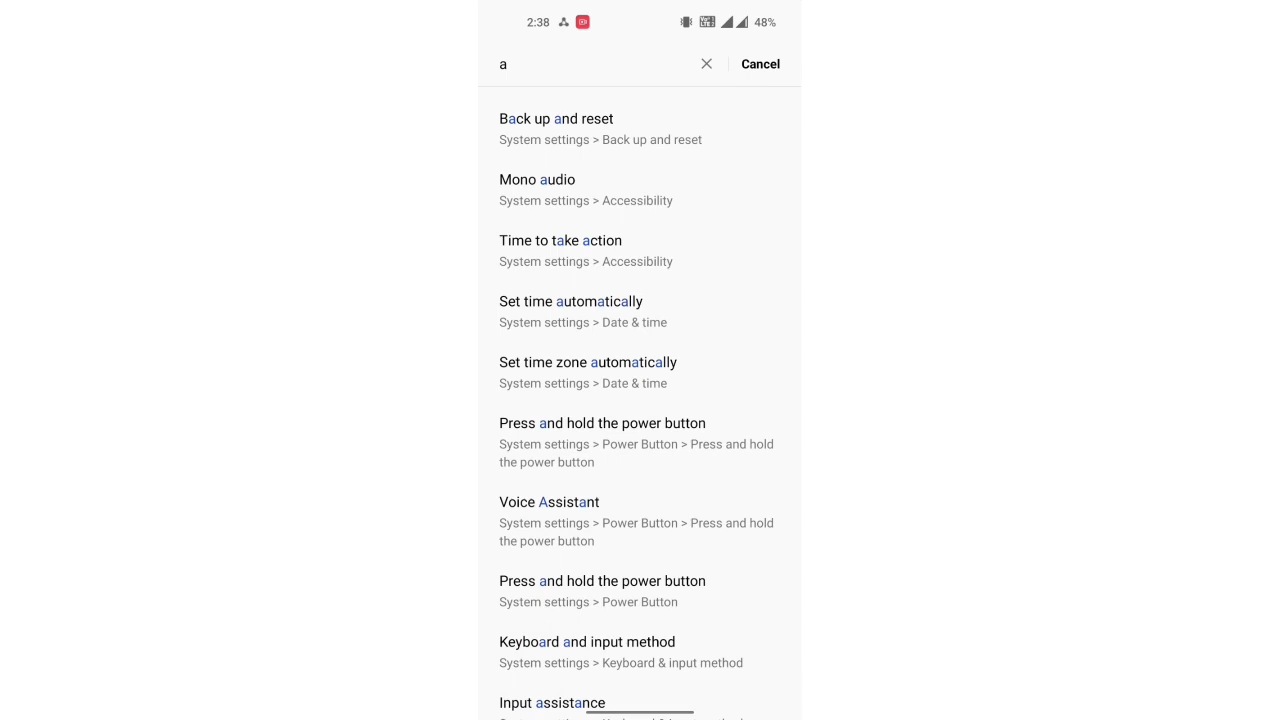 2:38 48%
a Cancel
Back up and reset
System settings > Back up and reset
Mono audio
System settings > Accessibility
Time to take action
System settings > Accessibility
Set time automatically
System settings > Date & time
Set time zone automatically
System settings > Date & time
Press and hold the power button
System settings > Power Button > Press and hold
the power button
Voice Assistant
System settings > Power Button > Press and hold
the power button
Press and hold the power button
System settings > Power Button
Keyboard and input method
System settings > Keyboard & input method
Input assistance